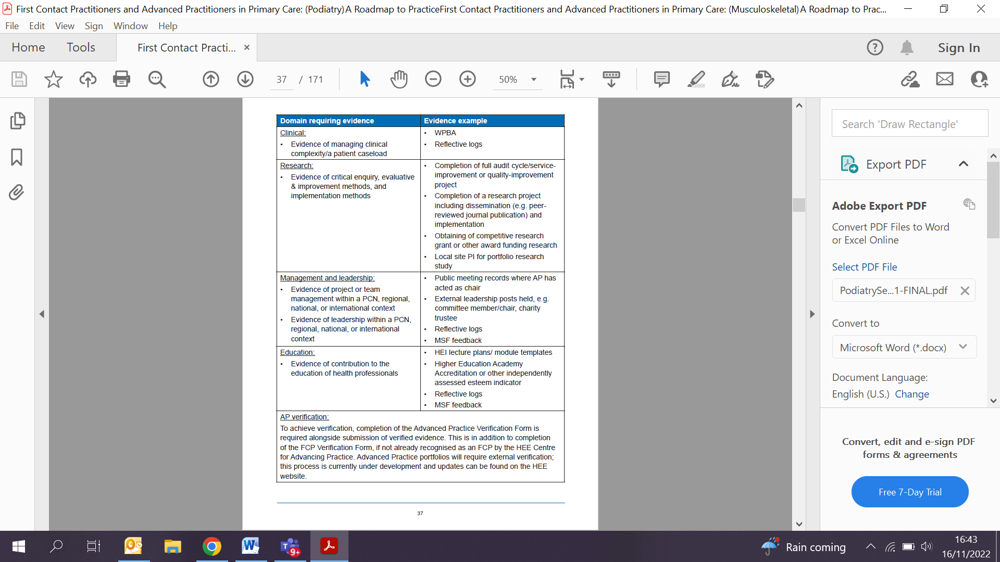 First Contact Practitioners and Advanced Practitioners in Primary Care: (Podiatry) A Roadmap to PracticeFirst Contact Practitioners and Advanced Practitioners in Primary Care: (Musculoskeletal) A Roadmap to Prac...
File Edit View Sign Window Help
Home Tools First Contact Practi... × Sign In
37 / 171 50%
Domain requiring evidence
Evidence example
Clinical:
• Evidence of managing clinical
complexity/a patient caseload
• WPBA
• Reflective logs
Research:
• Evidence of critical enquiry, evaluative
& improvement methods, and
implementation methods
• Completion of full audit cycle/service-
improvement or quality-improvement
project
• Completion of a research project
including dissemination (e.g. peer-
reviewed journal publication) and
implementation
• Obtaining of competitive research
grant or other award funding research
• Local site PI for portfolio research
study
Management and leadership:
• Evidence of project or team
management within a PCN, regional,
national, or international context
• Evidence of leadership within a PCN,
regional, national, or international
context
• Public meeting records where AP has
acted as chair
• External leadership posts held, e.g.
committee member/chair, charity
trustee
• Reflective logs
• MSF feedback
Education:
• Evidence of contribution to the
education of health professionals
• HEI lecture plans/ module templates
• Higher Education Academy
Accreditation or other independently
assessed esteem indicator
• Reflective logs
• MSF feedback
AP verification:
To achieve verification, completion of the Advanced Practice Verification Form is
required alongside submission of verified evidence. This is in addition to completion
of the FCP Verification Form, if not already recognised as an FCP by the HEE Centre
for Advancing Practice. Advanced Practice portfolios will require external verification;
this process is currently under development and updates can be found on the HEE
website.
37
Search 'Draw Rectangle'
Export PDF
Adobe Export PDF
Convert PDF Files to Word
or Excel Online
Select PDF File
PodiatrySe...1-FINAL.pdf
Convert to
Microsoft Word (*.docx)
Document Language:
English (U.S.) Change
Convert, edit and e-sign PDF
forms & agreements
Free 7-Day Trial
9+
Rain coming
16:43
16/11/2022